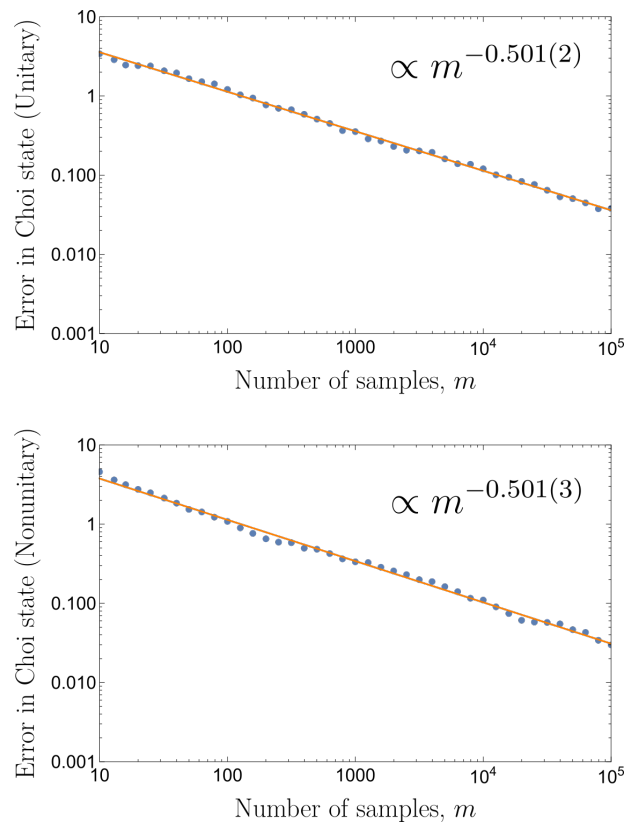 10
1
0.100
0.010
0.001
Error in Choi state (Unitary)
∝ m^{-0.501(2)}
10 100 1000 10^4 10^5
Number of samples, m
10
1
0.100
0.010
0.001
Error in Choi state (Nonunitary)
∝ m^{-0.501(3)}
10 100 1000 10^4 10^5
Number of samples, m